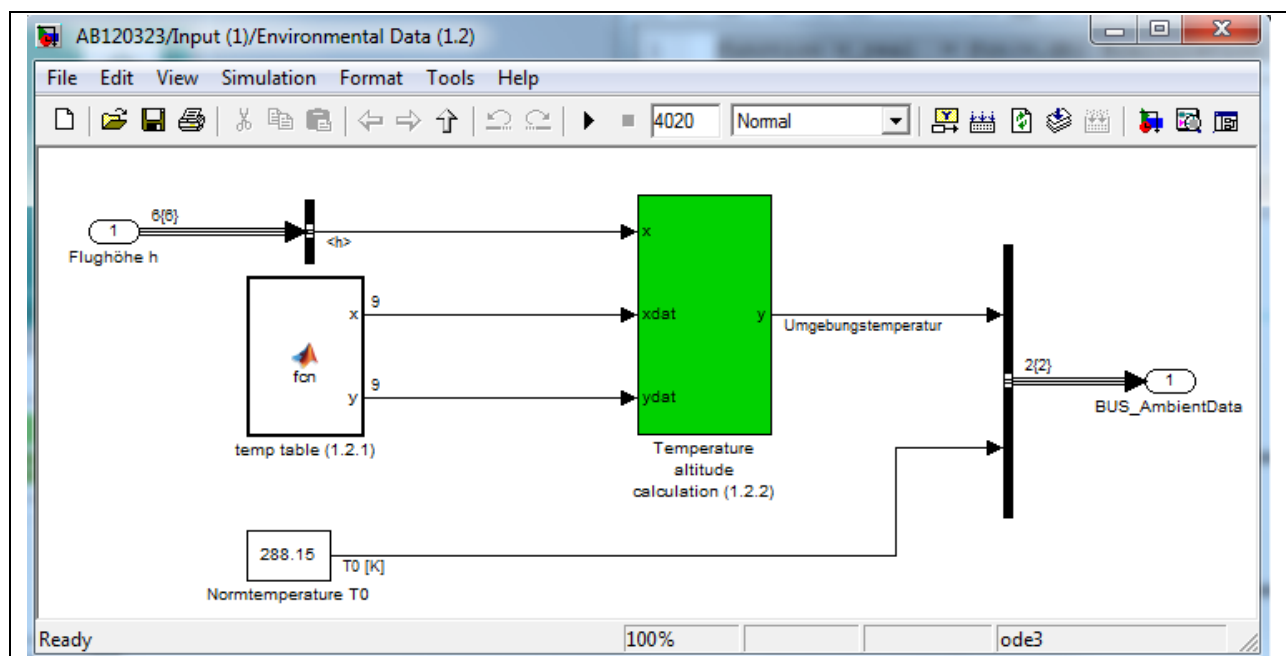 AB120323/Input (1)/Environmental Data (1.2)
File Edit View Simulation Format Tools Help
4020 Normal
6{6}
1
Flughöhe h
<h>
x
x
9
xdat
y
Umgebungstemperatur
fcn
y
9
ydat
2{2}
1
BUS_AmbientData
temp table (1.2.1)
Temperature
altitude
calculation (1.2.2)
288.15
T0 [K]
Normtemperature T0
Ready 100% ode3